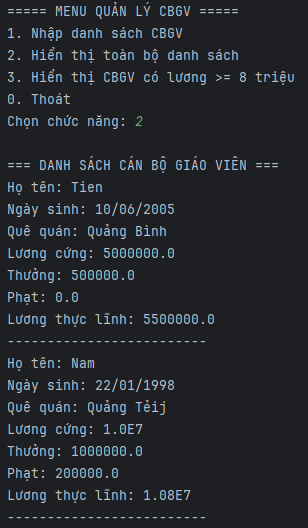 ===== MENU QUẢN LÝ CBGV =====
1. Nhập danh sách CBGV
2. Hiển thị toàn bộ danh sách
3. Hiển thị CBGV có lương >= 8 triệu
0. Thoát
Chọn chức năng: 2
=== DANH SÁCH CÁN BỘ GIÁO VIÊN ===
Họ tên: Tien
Ngày sinh: 10/06/2005
Quê quán: Quảng Bình
Lương cứng: 5000000.0
Thưởng: 500000.0
Phạt: 0.0
Lương thực lĩnh: 5500000.0
-------------------------
Họ tên: Nam
Ngày sinh: 22/01/1998
Quê quán: Quảng Tẻij
Lương cứng: 1.0E7
Thưởng: 1000000.0
Phạt: 200000.0
Lương thực lĩnh: 1.08E7
-------------------------